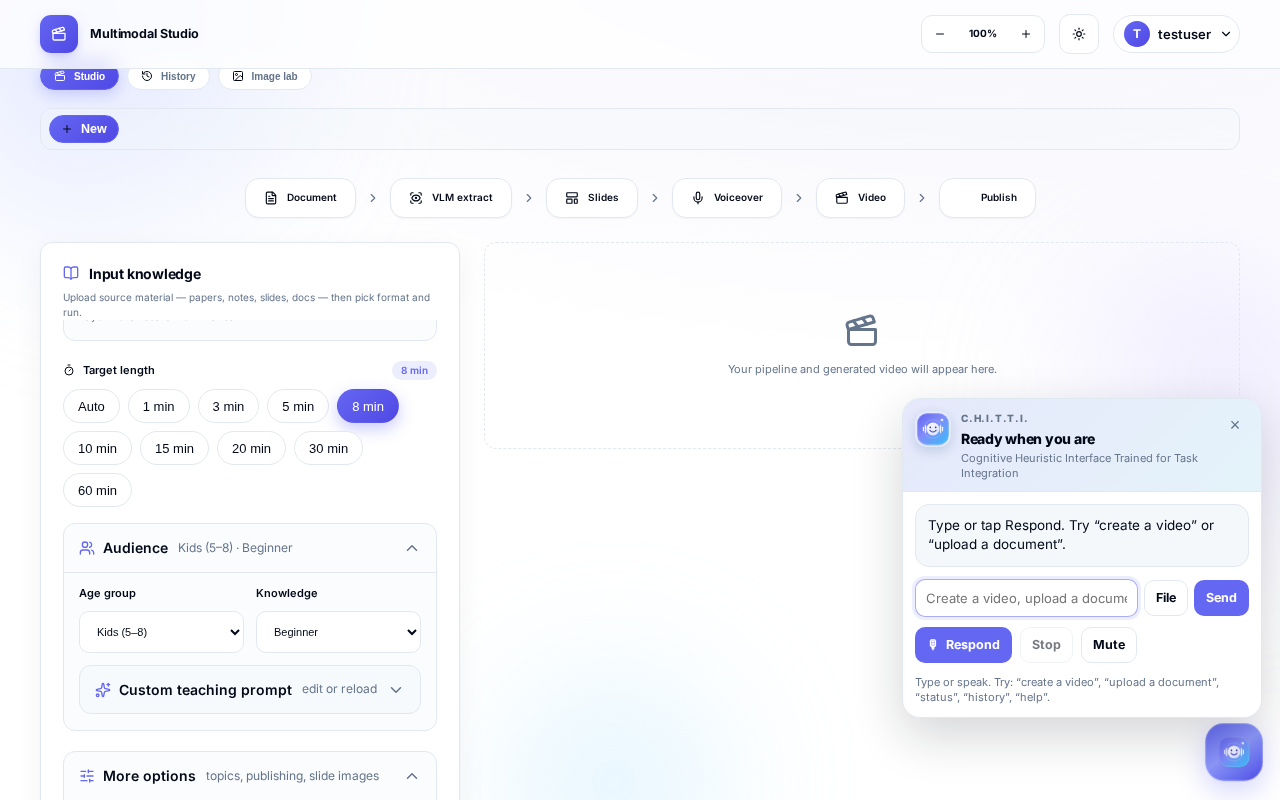 Multimodal Studio
100%
T testuser
Studio History Image lab
New
Document VLM extract Slides Voiceover Video Publish
Input knowledge
Upload source material — papers, notes, slides, docs — then pick format and
run.
Target length 8 min
Auto 1 min 3 min 5 min 8 min
10 min 15 min 20 min 30 min
60 min
Audience Kids (5–8) · Beginner
Age group Knowledge
Kids (5–8) Beginner
Custom teaching prompt edit or reload
More options topics, publishing, slide images
Your pipeline and generated video will appear here.
C.H.I.T.T.I.
Ready when you are
Cognitive Heuristic Interface Trained for Task
Integration
Type or tap Respond. Try “create a video” or
“upload a document”.
Create a video, upload a docume File Send
Respond Stop Mute
Type or speak. Try: “create a video”, “upload a document”,
“status”, “history”, “help”.